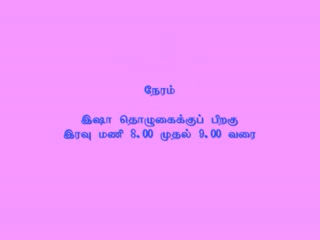 நேரம்
இஷா தொழுகைக்குப் பிறகு
இரவு மணி 8.00 முதல் 9.00 வரை